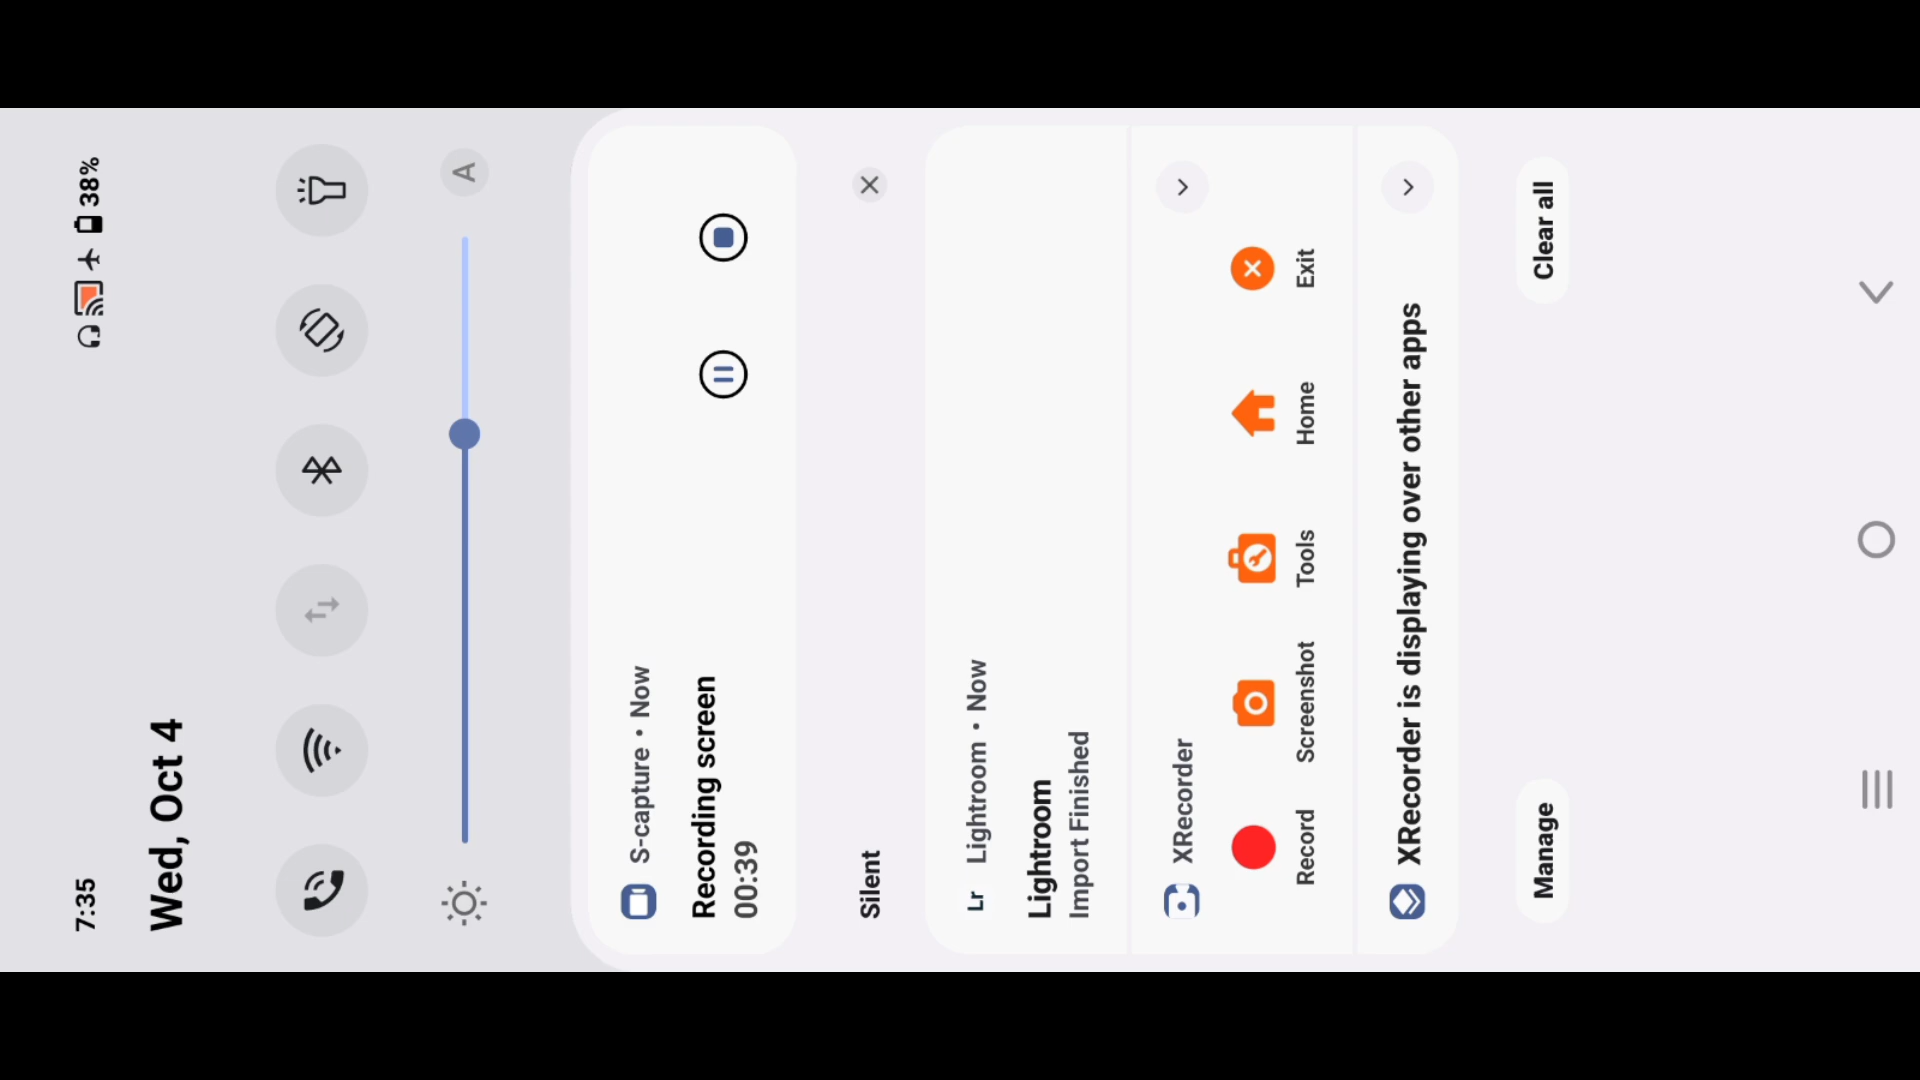 7:35
38%
Wed, Oct 4
A
S-capture • Now
Recording screen
00:39
Silent
Lr
Lightroom • Now
Lightroom
Import Finished
XRecorder
Record
Screenshot
Tools
Home
Exit
XRecorder is displaying over other apps
Manage
Clear all